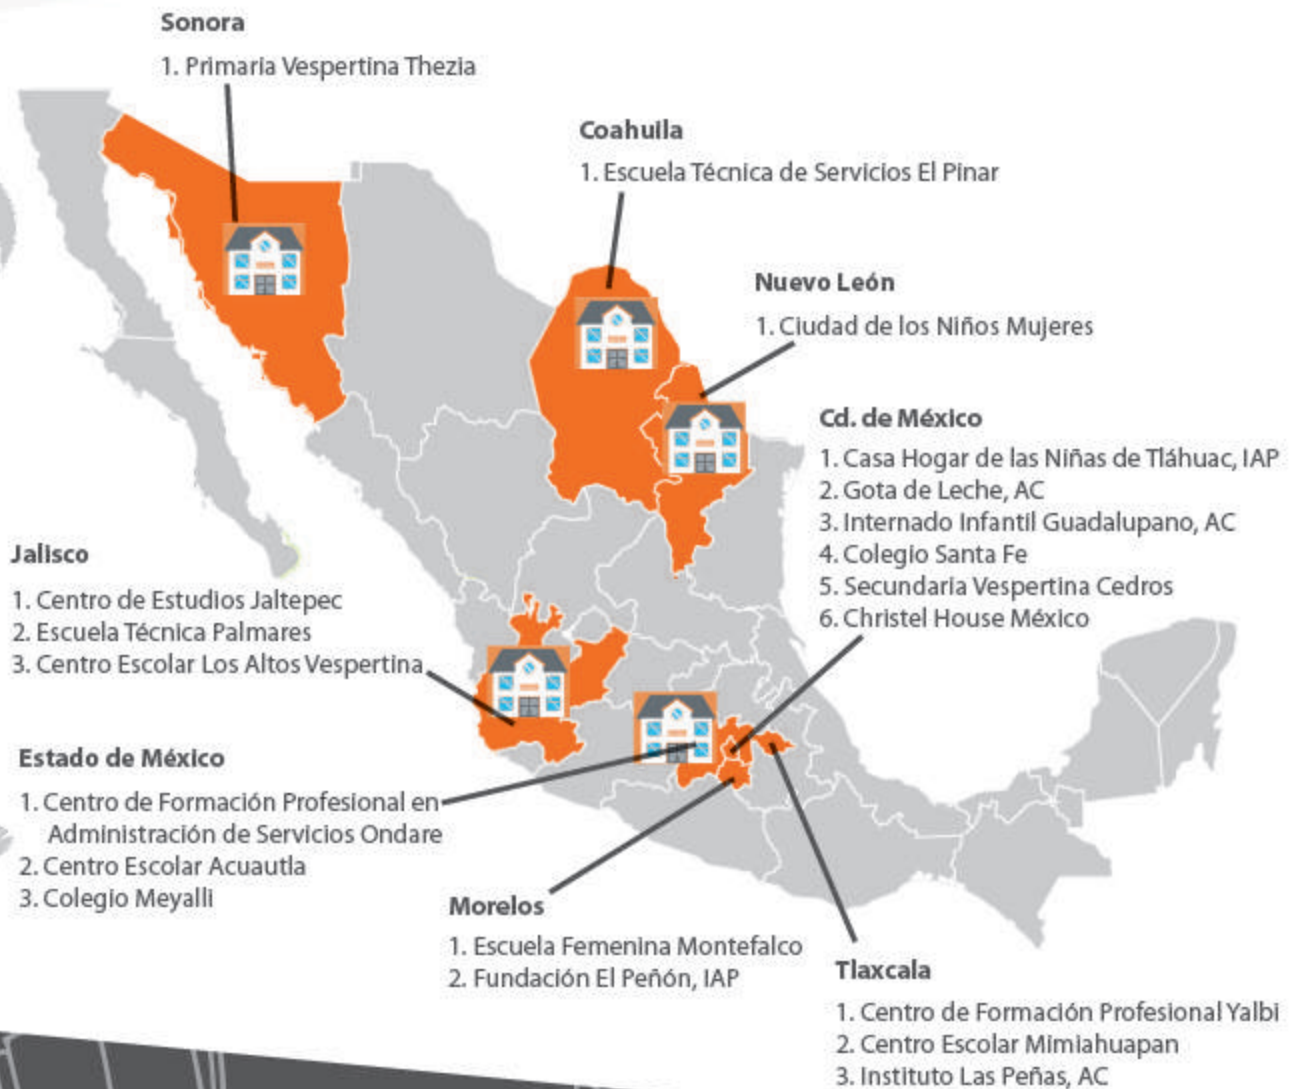 Sonora
1. Primaria Vespertina Thezia
Coahuila
1. Escuela Técnica de Servicios El Pinar
Nuevo León
1. Ciudad de los Niños Mujeres
Cd. de México
1. Casa Hogar de las Niñas de Tláhuac, IAP
2. Gota de Leche, AC
3. Internado Infantil Guadalupano, AC
4. Colegio Santa Fe
5. Secundaria Vespertina Cedros
6. Christel House México
Jalisco
1. Centro de Estudios Jaltepec
2. Escuela Técnica Palmares
3. Centro Escolar Los Altos Vespertina
Estado de México
1. Centro de Formación Profesional en
Administración de Servicios Ondare
2. Centro Escolar Acuautla
3. Colegio Meyalli
Morelos
1. Escuela Femenina Montefalco
2. Fundación El Peñón, IAP
Tlaxcala
1. Centro de Formación Profesional Yalbi
2. Centro Escolar Mimiahuapan
3. Instituto Las Peñas, AC